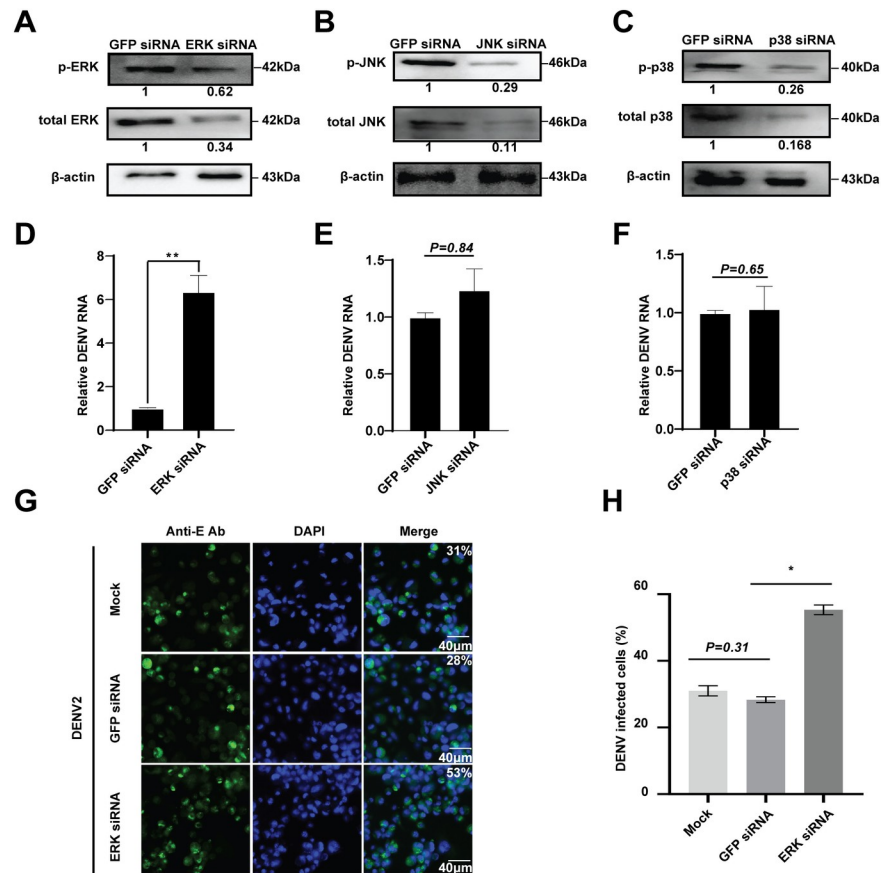 A
GFP siRNA ERK siRNA
p-ERK
42kDa
1 0.62
total ERK
42kDa
1 0.34
β-actin
43kDa
B
GFP siRNA JNK siRNA
p-JNK
46kDa
1 0.29
total JNK
46kDa
1 0.11
β-actin
43kDa
C
GFP siRNA p38 siRNA
p-p38
40kDa
1 0.26
total p38
40kDa
1 0.168
β-actin
43kDa
D
Relative DENV RNA
8
6
4
2
0
**
GFP siRNA
ERK siRNA
E
Relative DENV RNA
1.5
1.0
0.5
0.0
P=0.84
GFP siRNA
JNK siRNA
F
Relative DENV RNA
1.5
1.0
0.5
0.0
P=0.65
GFP siRNA
p38 siRNA
G
Anti-E Ab DAPI Merge
DENV2
Mock
31%
40μm
GFP siRNA
28%
40μm
ERK siRNA
53%
40μm
H
DENV infected cells (%)
60
40
20
0
P=0.31
*
Mock
GFP siRNA
ERK siRNA